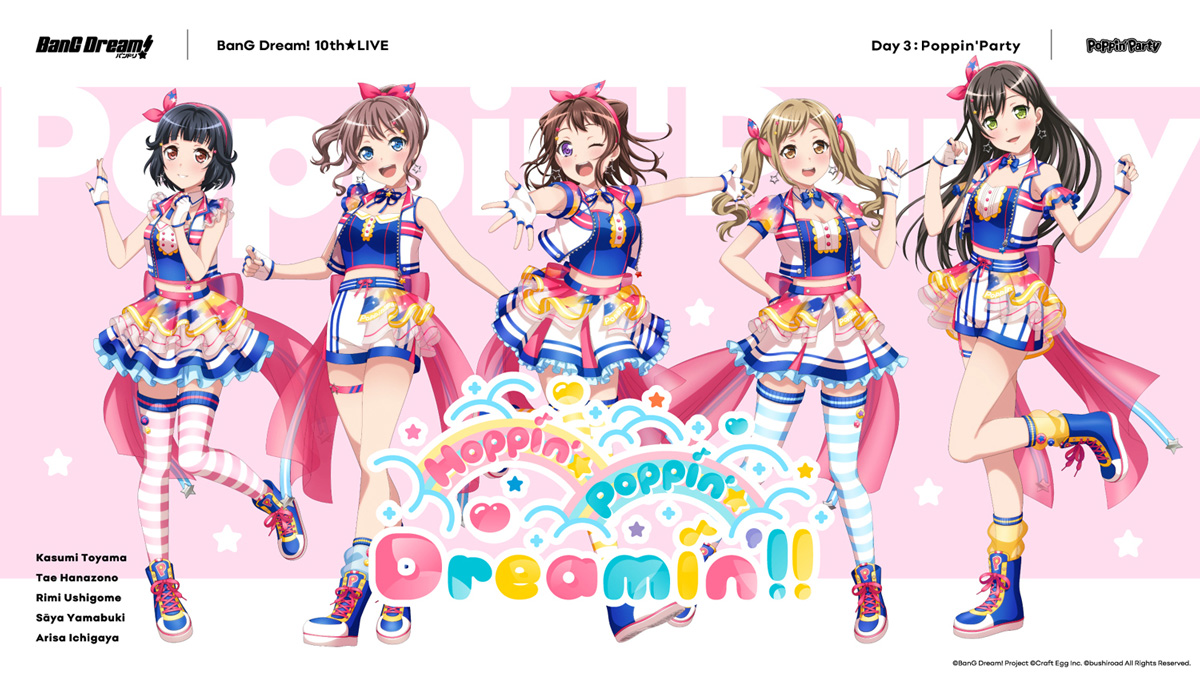 BanG Dream!
バンドリ
BanG Dream! 10th★LIVE
Day 3：Poppin'Party
Poppin'Party
Poppin'Party
Hoppin'
Poppin'
Dreamin'!!
Kasumi Toyama
Tae Hanazono
Rimi Ushigome
Sāya Yamabuki
Arisa Ichigaya
©BanG Dream! Project ©Craft Egg Inc. ©bushiroad All Rights Reserved.